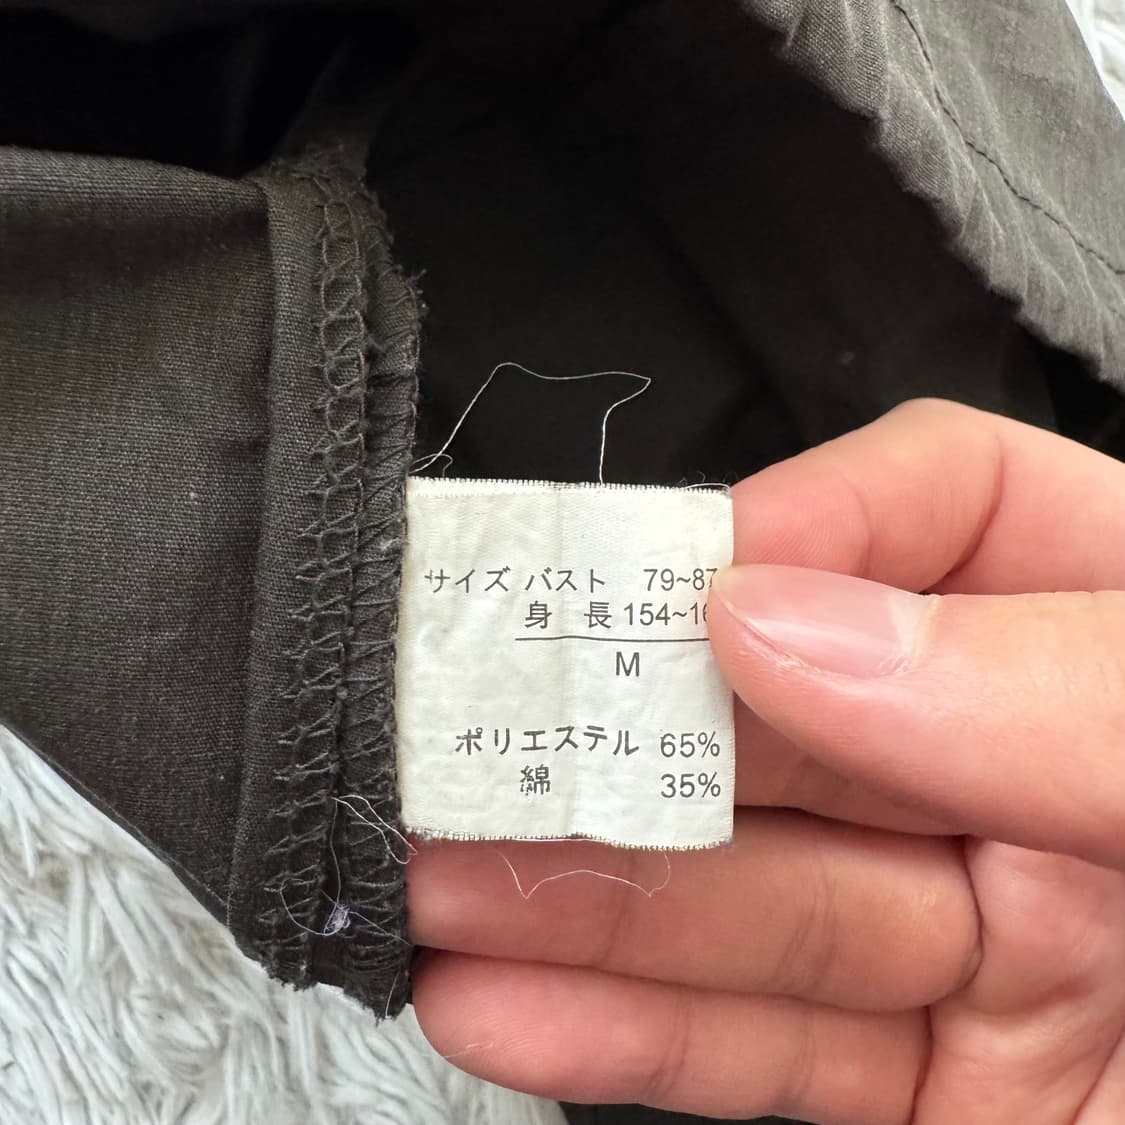 サイズ バスト 79~87
身 長 154~1
M
ポリエステル 65%
綿 35%